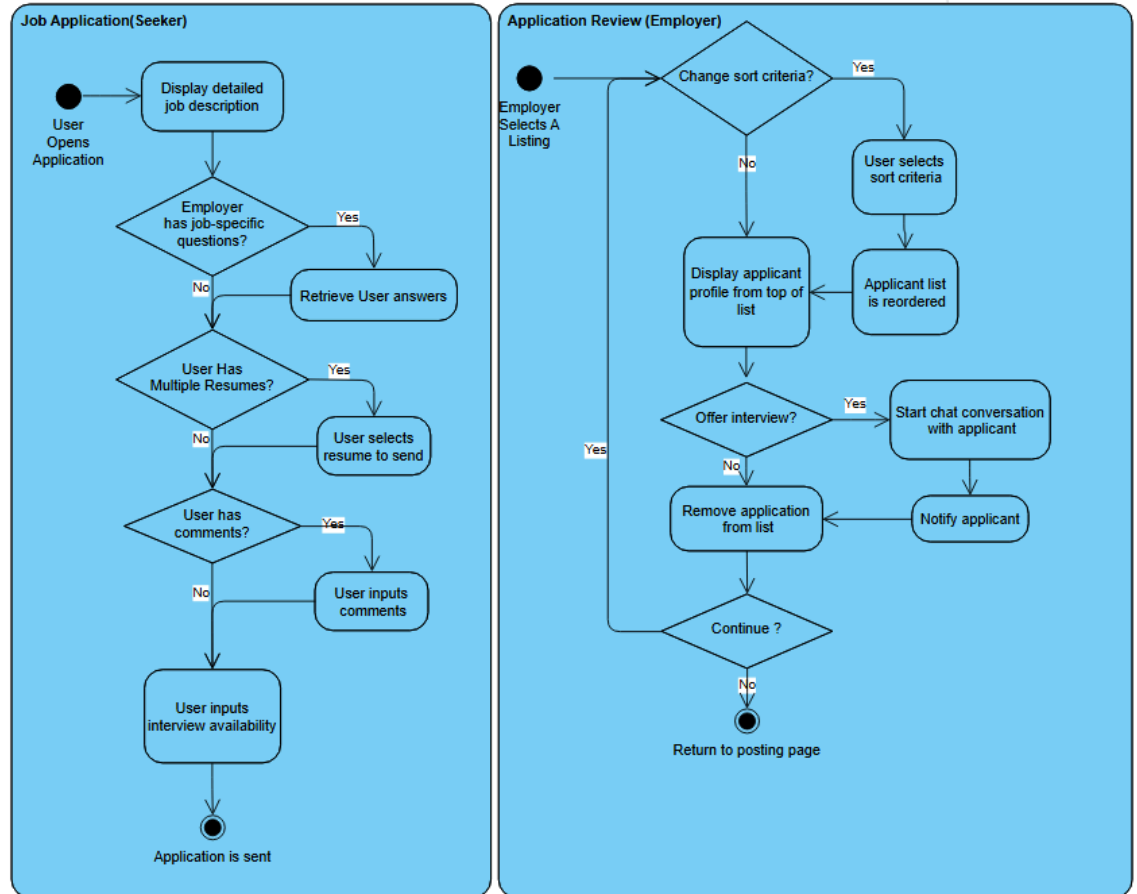 Job Application(Seeker)
User
Opens
Application
Display detailed
job description
Employer
has job-specific
questions?
Yes
No
Retrieve User answers
User Has
Multiple Resumes?
Yes
No
User selects
resume to send
User has
comments?
Yes
No
User inputs
comments
User inputs
interview availability
Application is sent
Application Review (Employer)
Employer
Selects A
Listing
Change sort criteria?
Yes
No
User selects
sort criteria
Applicant list
is reordered
Display applicant
profile from top of
list
Offer interview?
Yes
No
Start chat conversation
with applicant
Notify applicant
Remove application
from list
Continue ?
Yes
No
Return to posting page